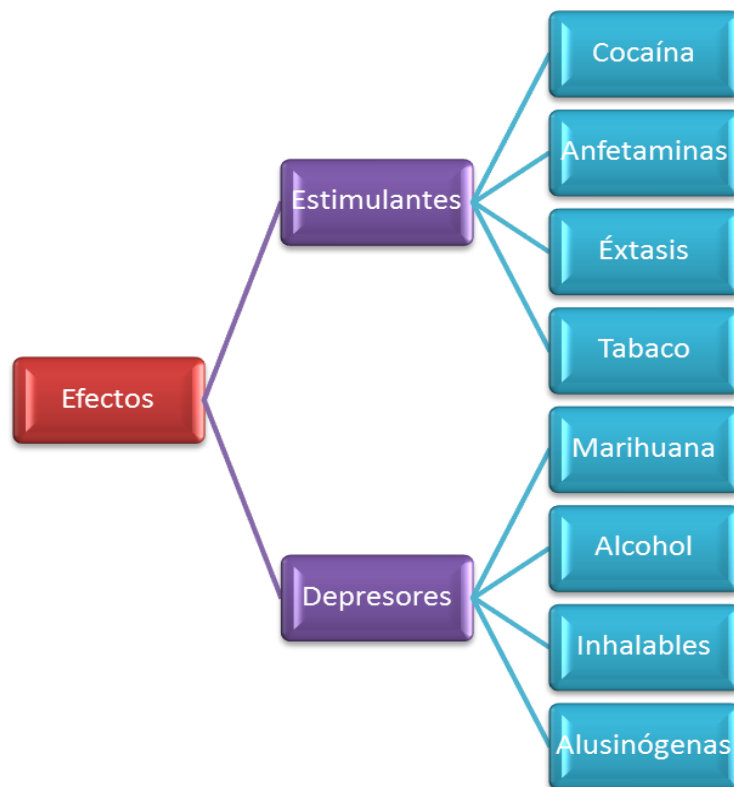 Efectos
Estimulantes
Cocaína
Anfetaminas
Éxtasis
Tabaco
Depresores
Marihuana
Alcohol
Inhalables
Alusinógenas